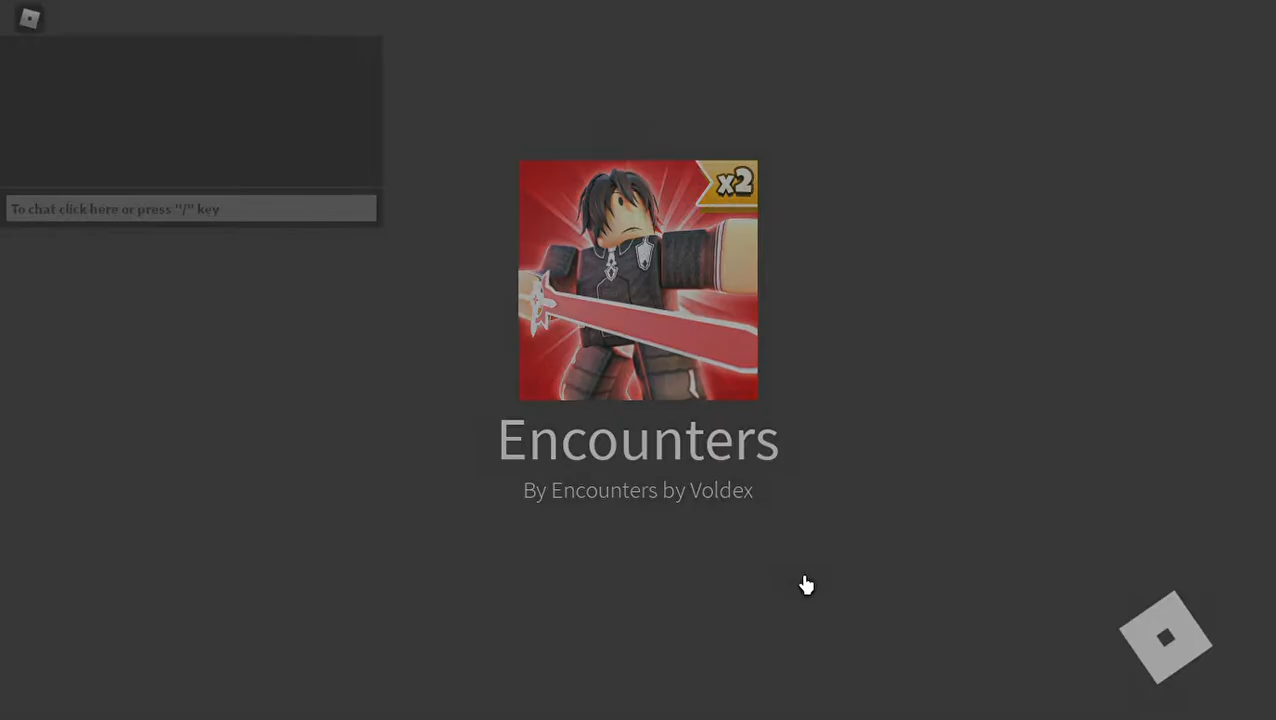 To chat click here or press "/" key
x2
Encounters
By Encounters by Voldex